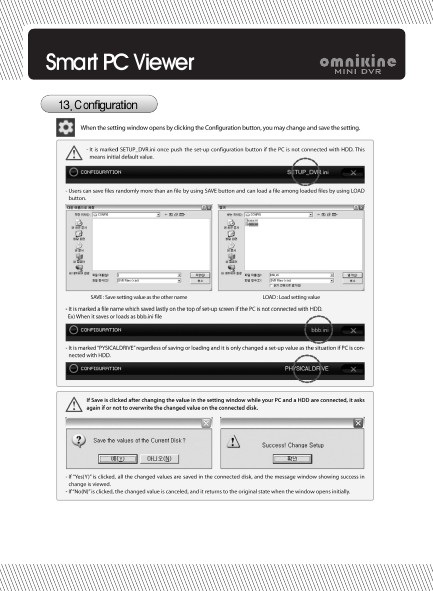 Smart PC Viewer
omnikine
MINI DVR
13, C onfiguration
When the setting window opens by clicking the Configuration button, you may change and save the setting.
- It is marked SETUP_DVR.ini once push the set-up configuration button if the PC is not connected with HDD. This
means initial default value.
CONFIGURATION SETUP_DVR.ini
- Users can save files randomly more than an file by using SAVE button and can load a file among loaded files by using LOAD
button.
SAVE : Save setting value as the other name
LOAD : Load setting value
- It is marked a file name which saved lastly on the top of set-up screen if the PC is not connected with HDD.
Ex) When it saves or loads as bbb.ini file
CONFIGURATION bbb.ini
- It is marked "PYSICALDRIVE" regardless of saving or loading and it is only changed a set-up value as the situation if PC is con-
nected with HDD.
CONFIGURATION PHYSICALDRIVE
If Save is clicked after changing the value in the setting window while your PC and a HDD are connected, it asks
again if or not to overwrite the changed value on the connected disk.
Save the values of the Current Disk ?
예(Y) 아니오(N)
Success! Change Setup
확인
- If "Yes(Y)" is clicked, all the changed values are saved in the connected disk, and the message window showing success in
change is viewed.
- If "No(N)" is clicked, the changed value is canceled, and it returns to the original state when the window opens initially.